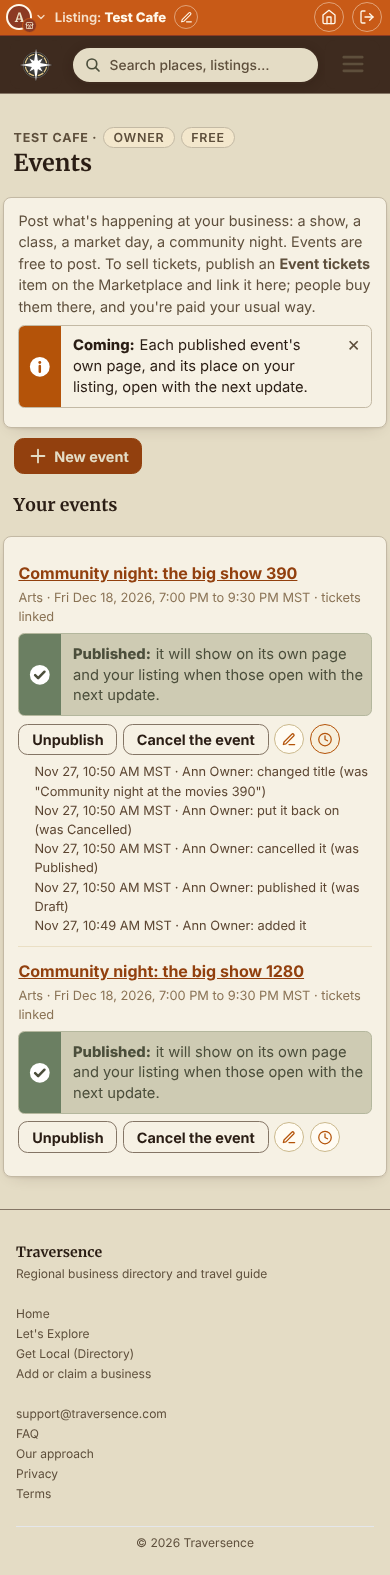 A
Listing: Test Cafe
Search places, listings...
TEST CAFE · OWNER FREE
Events
Post what's happening at your business: a show, a
class, a market day, a community night. Events are
free to post. To sell tickets, publish an Event tickets
item on the Marketplace and link it here; people buy
them there, and you're paid your usual way.
Coming: Each published event's
own page, and its place on your
listing, open with the next update.
New event
Your events
Community night: the big show 390
Arts · Fri Dec 18, 2026, 7:00 PM to 9:30 PM MST · tickets
linked
Published: it will show on its own page
and your listing when those open with the
next update.
Unpublish Cancel the event
Nov 27, 10:50 AM MST · Ann Owner: changed title (was
"Community night at the movies 390")
Nov 27, 10:50 AM MST · Ann Owner: put it back on
(was Cancelled)
Nov 27, 10:50 AM MST · Ann Owner: cancelled it (was
Published)
Nov 27, 10:50 AM MST · Ann Owner: published it (was
Draft)
Nov 27, 10:49 AM MST · Ann Owner: added it
Community night: the big show 1280
Arts · Fri Dec 18, 2026, 7:00 PM to 9:30 PM MST · tickets
linked
Published: it will show on its own page
and your listing when those open with the
next update.
Unpublish Cancel the event
Traversence
Regional business directory and travel guide
Home
Let's Explore
Get Local (Directory)
Add or claim a business
support@traversence.com
FAQ
Our approach
Privacy
Terms
© 2026 Traversence